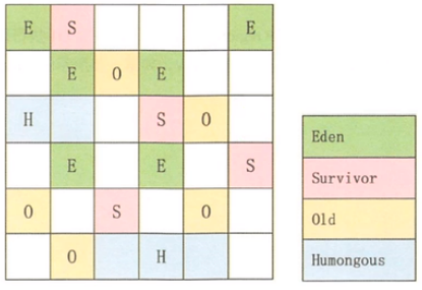 E S E
E O E
H S O
E E S
O S O
O H
Eden
Survivor
Old
Humongous